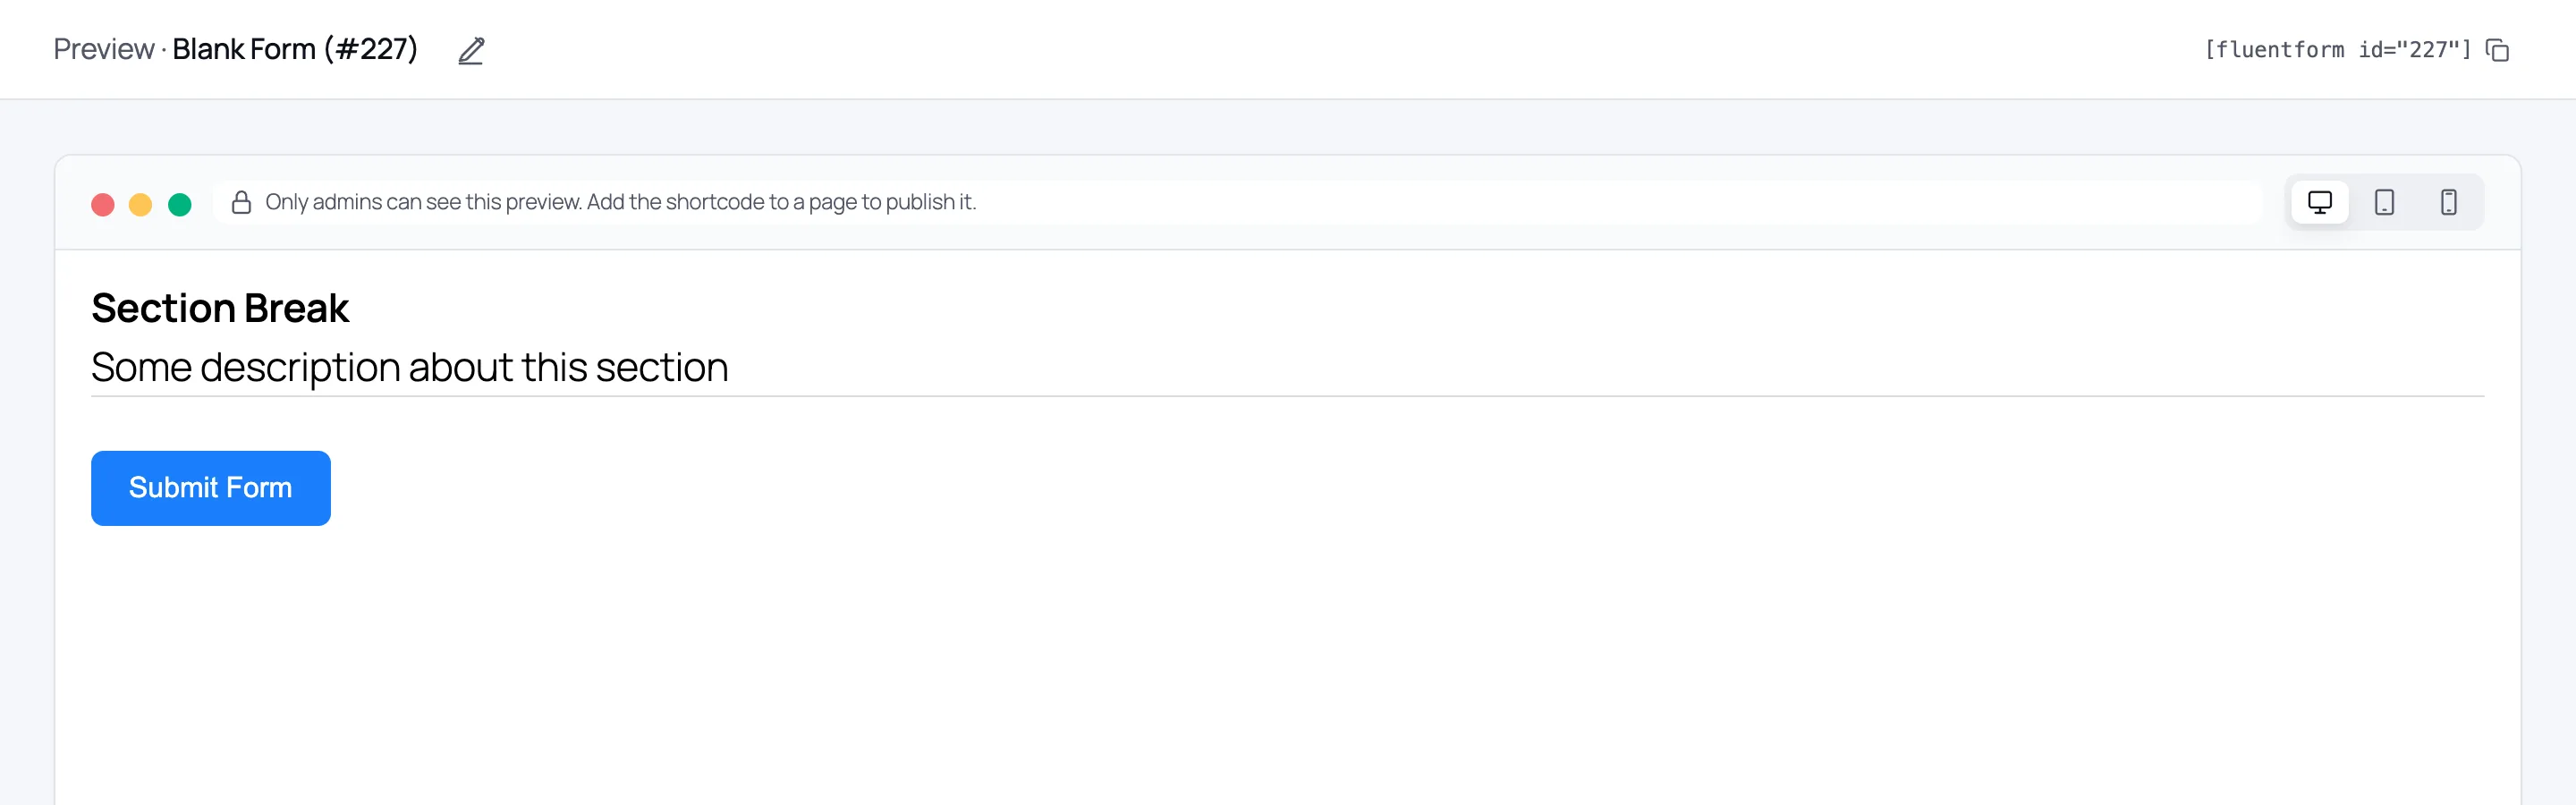 Preview · Blank Form (#227)
[fluentform id="227"]
Only admins can see this preview. Add the shortcode to a page to publish it.
Section Break
Some description about this section
Submit Form